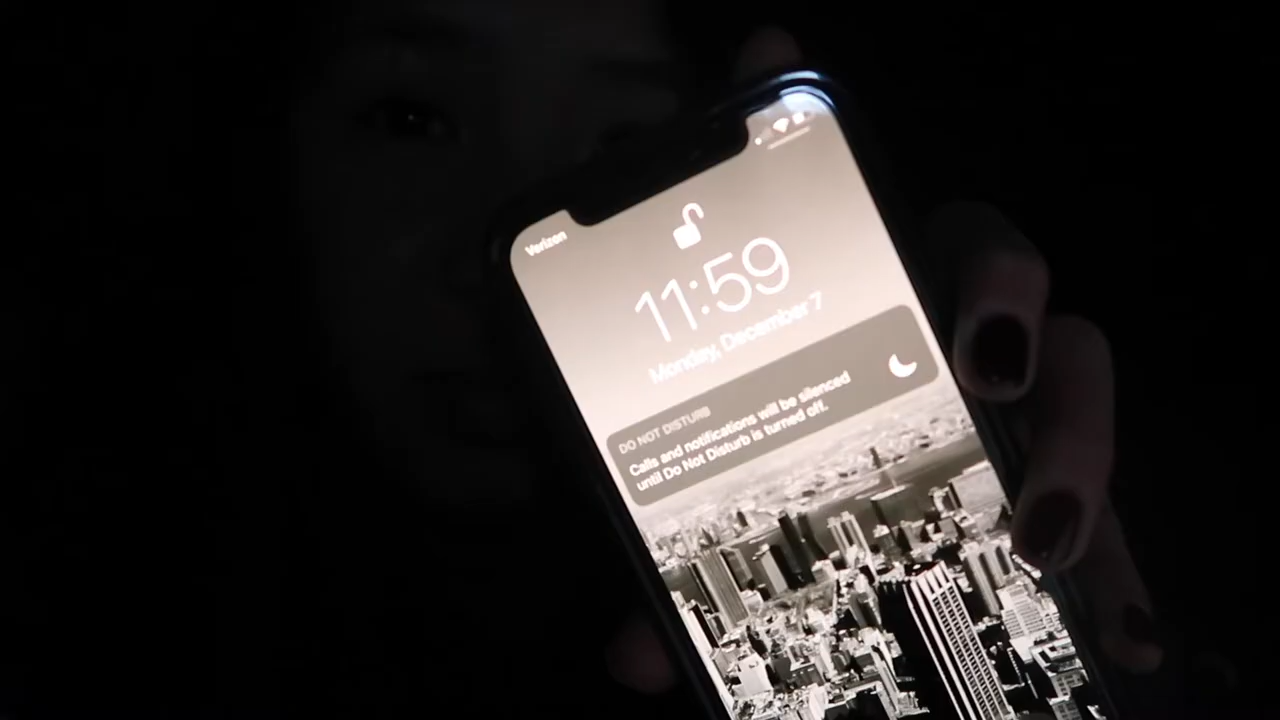 Verizon
11:59
Monday, December 7
DO NOT DISTURB
Calls and notifications will be silenced
until Do Not Disturb is turned off.